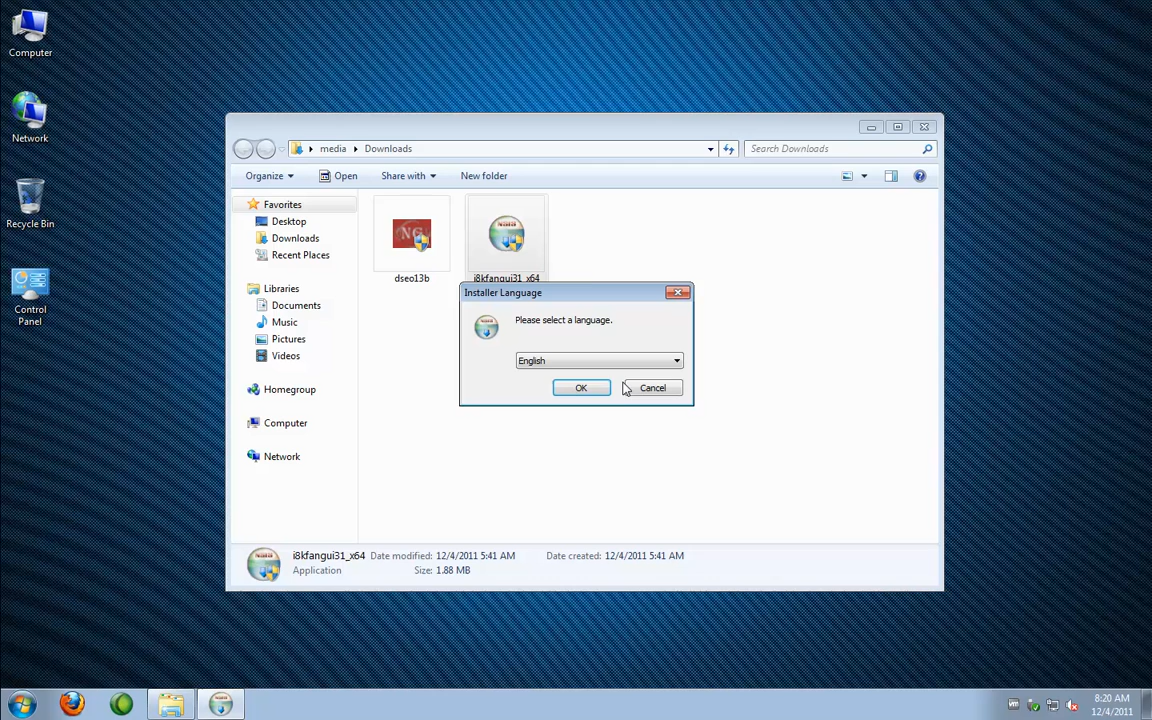 Computer
Network
Recycle Bin
Control
Panel
media Downloads
Search Downloads
Organize Open Share with New folder
Favorites
Desktop
Downloads
Recent Places
Libraries
Documents
Music
Pictures
Videos
Homegroup
Computer
Network
dseo13b
i8kfangui31_x64
Installer Language
Please select a language.
English
OK Cancel
i8kfangui31_x64 Date modified: 12/4/2011 5:41 AM Date created: 12/4/2011 5:41 AM
Application Size: 1.88 MB
8:20 AM
12/4/2011